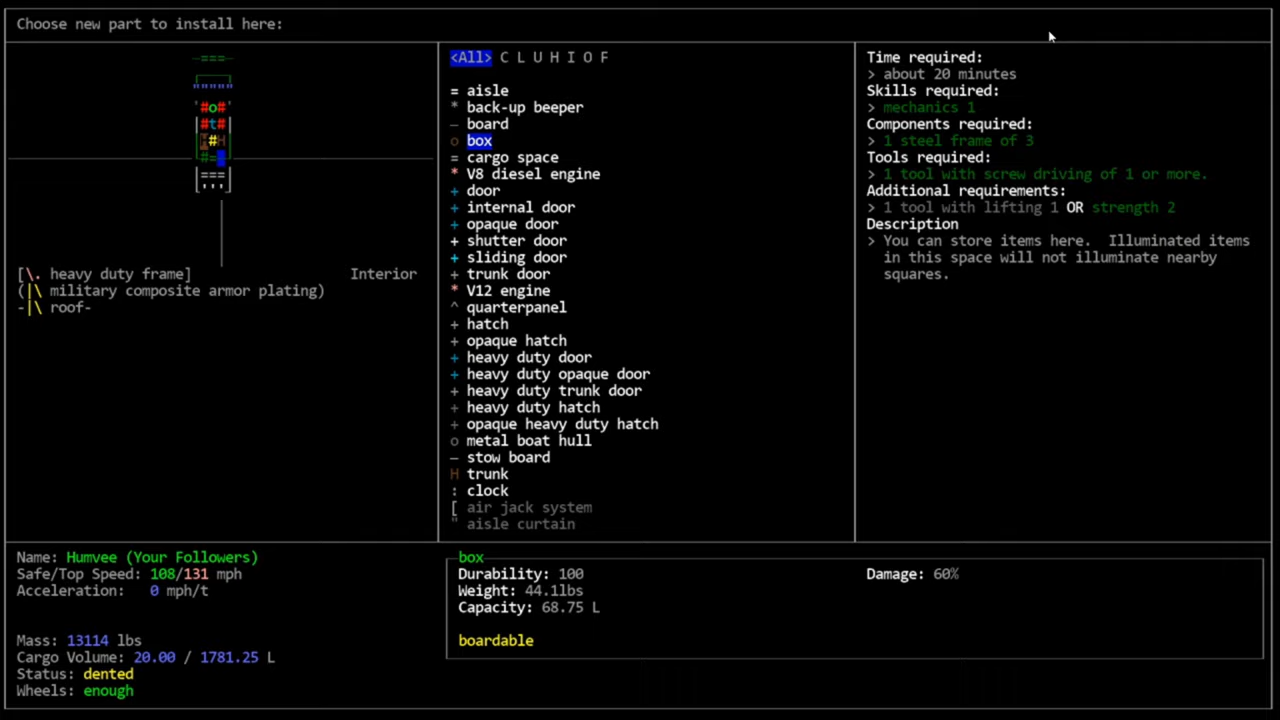 Choose new part to install here:
[\. heavy duty frame] Interior
(|\ military composite armor plating)
-|\ roof-
<All> C L U H I O F
= aisle
* back-up beeper
— board
o box
= cargo space
* V8 diesel engine
+ door
+ internal door
+ opaque door
+ shutter door
+ sliding door
+ trunk door
* V12 engine
^ quarterpanel
+ hatch
+ opaque hatch
+ heavy duty door
+ heavy duty opaque door
+ heavy duty trunk door
+ heavy duty hatch
+ opaque heavy duty hatch
o metal boat hull
— stow board
H trunk
: clock
[ air jack system
" aisle curtain
Time required:
> about 20 minutes
Skills required:
> mechanics 1
Components required:
> 1 steel frame of 3
Tools required:
> 1 tool with screw driving of 1 or more.
Additional requirements:
> 1 tool with lifting 1 OR strength 2
Description
> You can store items here. Illuminated items
in this space will not illuminate nearby
squares.
Name: Humvee (Your Followers)
Safe/Top Speed: 108/131 mph
Acceleration: 0 mph/t
Mass: 13114 lbs
Cargo Volume: 20.00 / 1781.25 L
Status: dented
Wheels: enough
box
Durability: 100
Weight: 44.1lbs
Capacity: 68.75 L
boardable
Damage: 60%